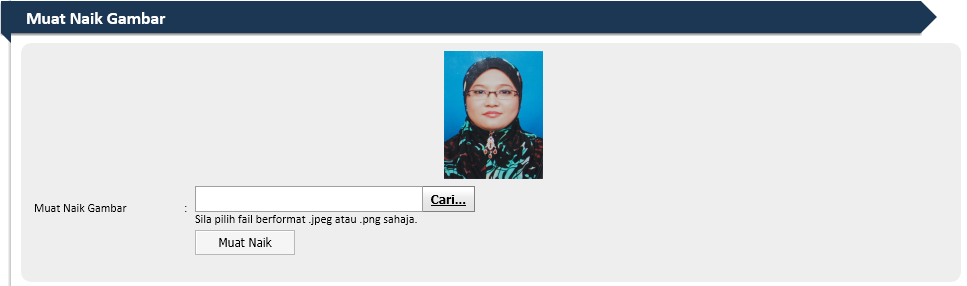 Muat Naik Gambar
Muat Naik Gambar : Cari...
Sila pilih fail berformat .jpeg atau .png sahaja.
Muat Naik